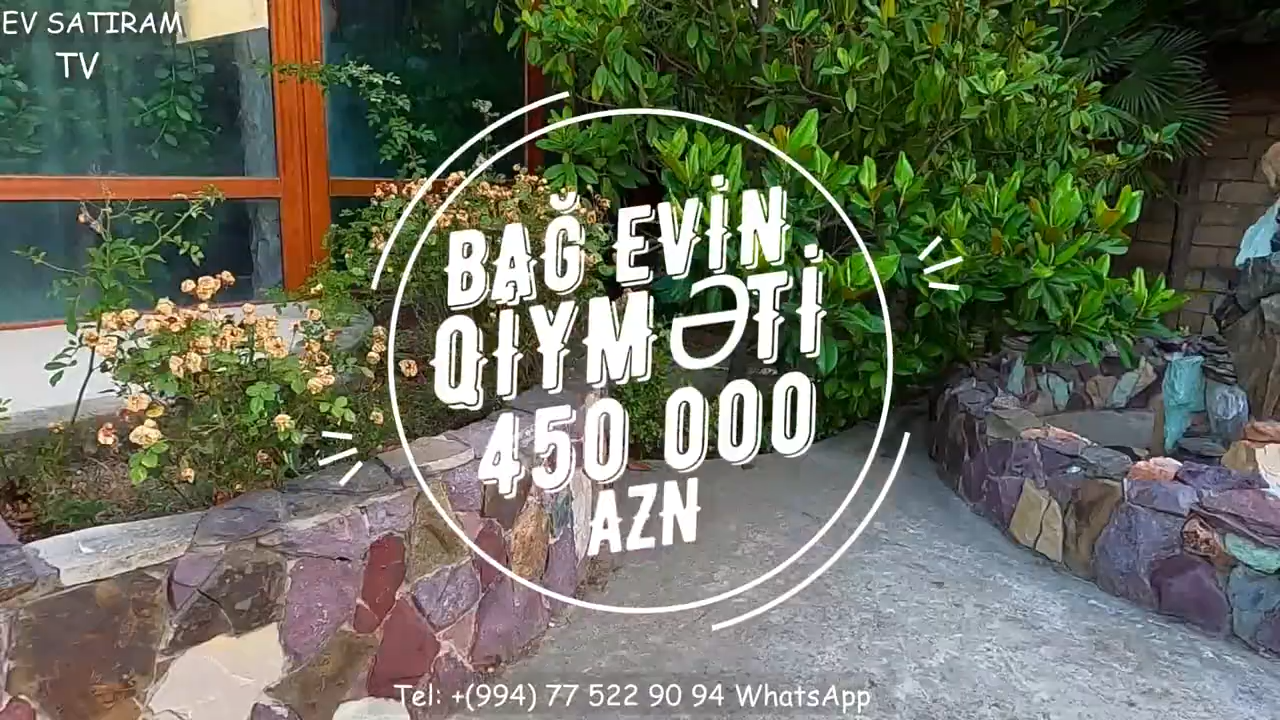 EV SATIRAM
TV
BAĞ EVİN
QİYMƏTİ
450 000
AZN
Tel: +(994) 77 522 90 94 WhatsApp